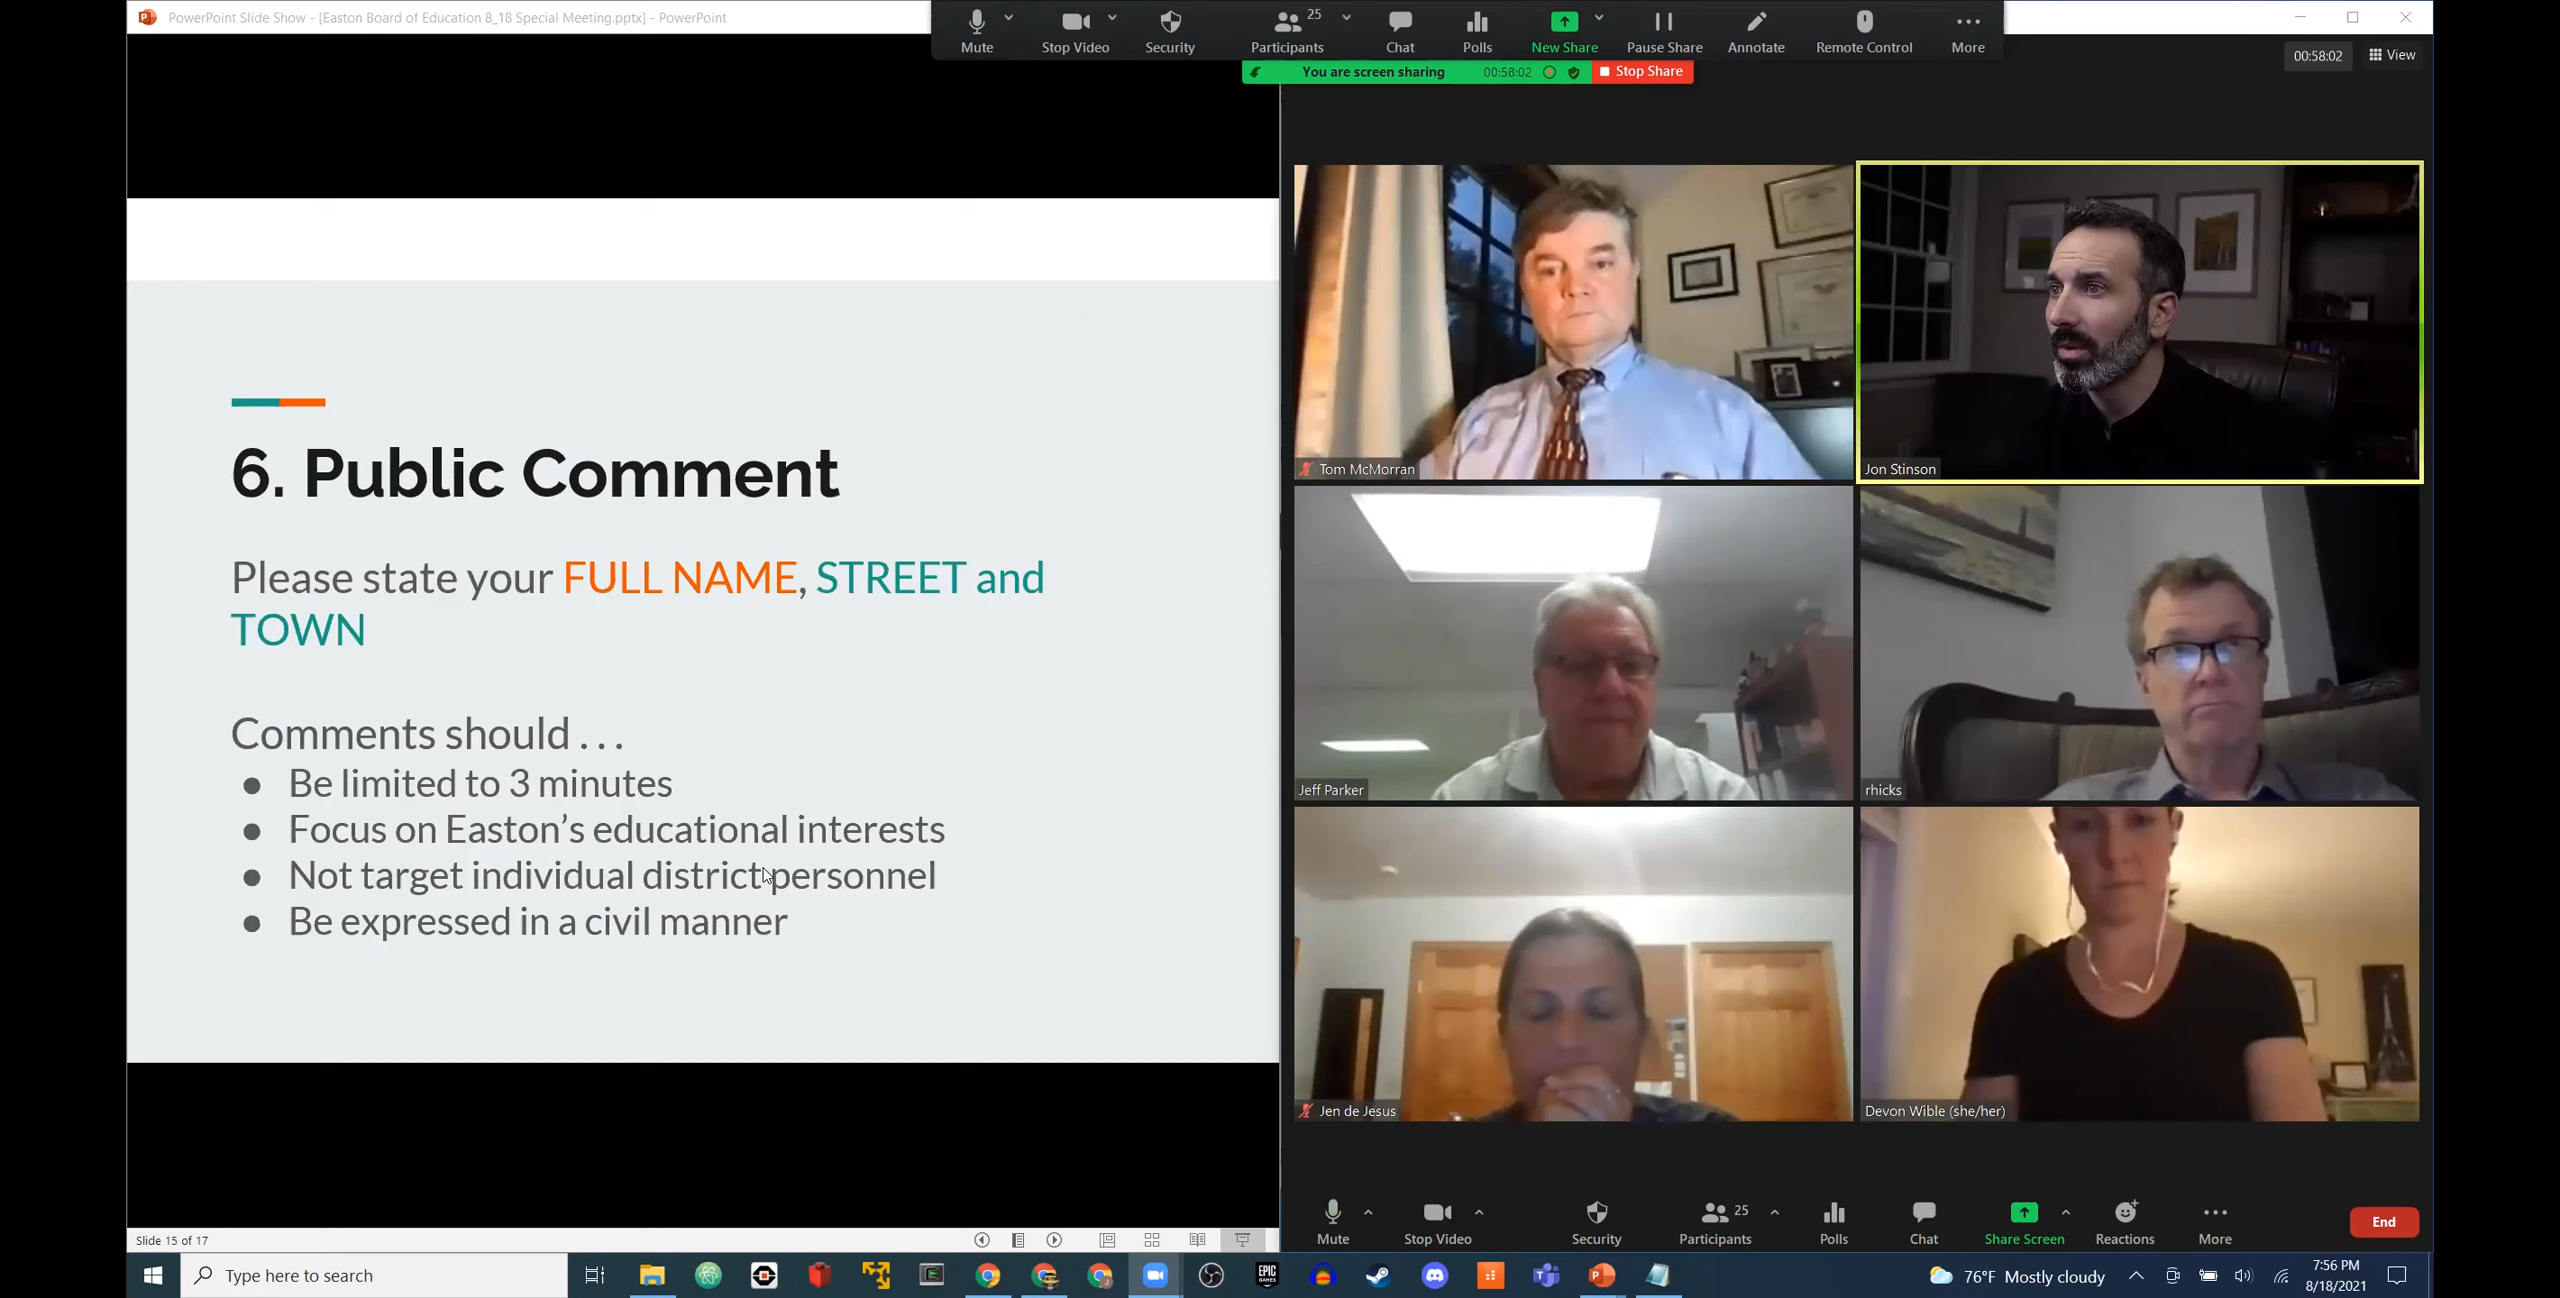 PowerPoint Slide Show - [Easton Board of Education 8_18 Special Meeting.pptx] - PowerPoint
Mute
Stop Video
Security
Participants
25
Chat
Polls
New Share
Pause Share
Annotate
Remote Control
More
You are screen sharing
00:58:02
Stop Share
00:58:02
View
6. Public Comment
Please state your FULL NAME, STREET and
TOWN
Comments should . . .
● Be limited to 3 minutes
● Focus on Easton’s educational interests
● Not target individual district personnel
● Be expressed in a civil manner
Tom McMorran
Jon Stinson
Jeff Parker
rhicks
Jen de Jesus
Devon Wible (she/her)
Mute
Stop Video
Security
Participants
25
Polls
Chat
Share Screen
Reactions
More
End
Slide 15 of 17
Type here to search
EPIC
GAMES
76°F Mostly cloudy
7:56 PM
8/18/2021